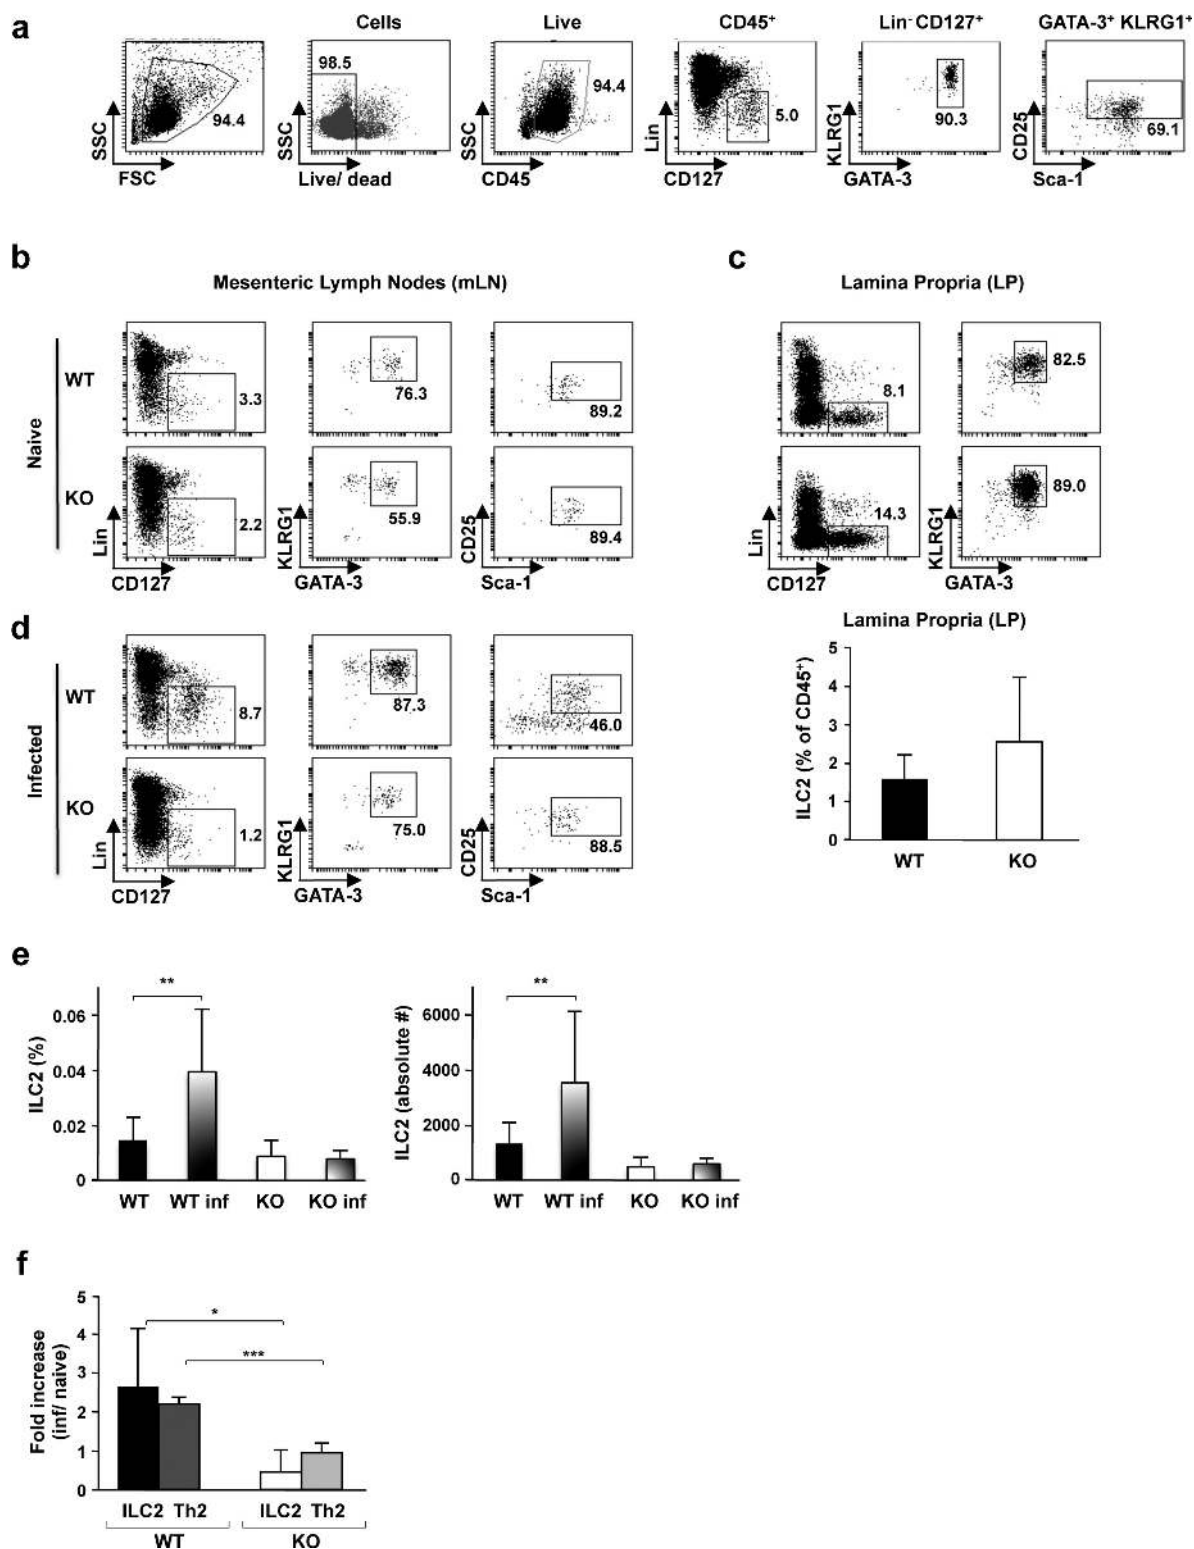 a
Cells
Live
CD45⁺
Lin⁻ CD127⁺
GATA-3⁺ KLRG1⁺
94.4
98.5
94.4
5.0
90.3
69.1
SSC
FSC
SSC
Live/ dead
SSC
CD45
Lin
CD127
KLRG1
GATA-3
CD25
Sca-1
b
Mesenteric Lymph Nodes (mLN)
Naive
WT
3.3
76.3
89.2
KO
2.2
55.9
89.4
Lin
CD127
KLRG1
GATA-3
CD25
Sca-1
c
Lamina Propria (LP)
8.1
82.5
14.3
89.0
Lin
CD127
KLRG1
GATA-3
Lamina Propria (LP)
ILC2 (% of CD45⁺)
5
4
3
2
1
0
WT
KO
d
Infected
WT
8.7
87.3
46.0
KO
1.2
75.0
88.5
Lin
CD127
KLRG1
GATA-3
CD25
Sca-1
e
**
ILC2 (%)
0.06
0.04
0.02
0
WT
WT inf
KO
KO inf
**
ILC2 (absolute #)
6000
4000
2000
0
WT
WT inf
KO
KO inf
f
Fold increase
(inf/ naive)
5
4
3
2
1
0
*
***
ILC2 Th2
ILC2 Th2
WT
KO